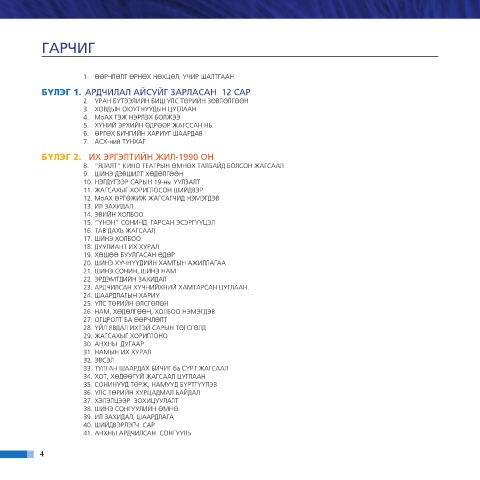 ГАРЧИГ
1. ӨӨРЧЛӨЛТ ӨРНӨХ НӨХЦӨЛ, УЧИР ШАЛТГААН
БҮЛЭГ 1. АРДЧИЛАЛ АЙСУЙГ ЗАРЛАСАН 12 САР
2. УРАН БҮТЭЭЛИЙН БИШ УЛС ТӨРИЙН ЗӨВЛӨЛГӨӨН
3. ХОВДЫН ОЮУТНУУДЫН ЦУГЛААН
4. МоАХ ГЭЖ НЭРЛЭХ БОЛЖЭЭ
5. ХҮНИЙ ЭРХИЙН ӨДРӨӨР ЖАГССАН НЬ
6. ӨРГӨХ БИЧГИЙН ХАРИУГ ШААРДАВ
7. АСХ-ний ТУНХАГ
БҮЛЭГ 2. ИХ ЭРГЭЛТИЙН ЖИЛ-1990 ОН
8. "ЯЛАЛТ" КИНО ТЕАТРЫН ӨМНӨХ ТАЛБАЙД БОЛСОН ЖАГСААЛ
9. ШИНЭ ДЭВШИЛТ ХӨДӨЛГӨӨН
10. НЭГДҮГЭЭР САРЫН 19-ны УУЛЗАЛТ
11. ЖАГСАХЫГ ХОРИГЛОСОН ШИЙДВЭР
12. МоАХ ӨРГӨЖИЖ ЖАГСАГЧИД НЭМЭГДЭВ
13. ИЛ ЗАХИДАЛ
14. ЭВИЙН ХОЛБОО
15. "ҮНЭН" СОНИНД ГАРСАН ЭСЭРГҮҮЦЭЛ
16. ТАВ ДАХЬ ЖАГСААЛ
17. ШИНЭ ХОЛБОО
18. ДУУЛИАНТ ИХ ХУРАЛ
19. ХӨШӨӨ БУУЛГАСАН ӨДӨР
20. ШИНЭ ХҮЧНҮҮДИЙН ХАМТЫН АЖИЛЛАГАА
21. ШИНЭ СОНИН, ШИНЭ НАМ
22. ЭРДЭМТДИЙН ЗАХИДАЛ
23. АРДЧИЛСАН ХҮЧНИЙХНИЙ ХАМТАРСАН ЦУГЛААН.
24. ШААРДЛАГЫН ХАРИУ
25. УЛС ТӨРИЙН ӨЛСГӨЛӨН
26. НАМ, ХӨДӨЛГӨӨН, ХОЛБОО НЭМЭГДЭВ
27. ОГЦРОЛТ БА ӨӨРЧЛӨЛТ
28. ҮЙЛ ЯВДАЛ ИХТЭЙ САРЫН ТӨГСГӨЛД
29. ЖАГСАХЫГ ХОРИГЛОНО
30. АНХНЫ ДУГААР
31. НАМЫН ИХ ХУРАЛ
32. ЭВСЭЛ
33. ТУЛГАН ШААРДАХ БИЧИГ ба СҮРТ ЖАГСААЛ
34. ХОТ, ХӨДӨӨГҮЙ ЖАГСААЛ ЦУГЛААН
35. СОНИНУУД ТӨРЖ, НАМУУД БҮРТГҮҮЛЭВ
36. УЛС ТӨРИЙН ХУРЦАДМАЛ БАЙДАЛ
37. ХЭЛЭЛЦЭЭР ЗОХИЦУУЛАЛТ
38. ШИНЭ СОНГУУЛИЙН ӨМНӨ
39. ИЛ ЗАХИДАЛ, ШААРДЛАГА
40. ШИЙДВЭРЛЭГЧ САР
41. АНХНЫ АРДЧИЛСАН СОНГУУЛЬ
4